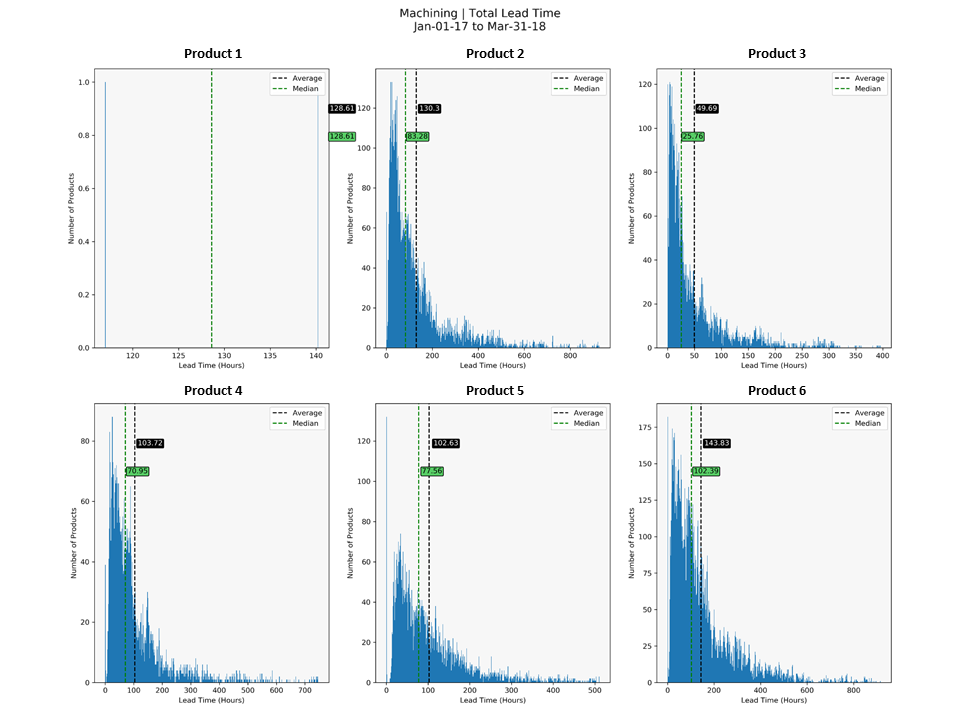 Machining | Total Lead Time
Jan-01-17 to Mar-31-18
Product 1
Average
Median
128.61
128.61
1.0
0.8
0.6
0.4
0.2
0.0
120
125
130
135
140
Number of Products
Lead Time (Hours)
Product 2
Average
Median
130.3
83.28
120
100
80
60
40
20
0
0
200
400
600
800
Number of Products
Lead Time (Hours)
Product 3
Average
Median
49.69
25.76
120
100
80
60
40
20
0
0
50
100
150
200
250
300
350
400
Number of Products
Lead Time (Hours)
Product 4
Average
Median
103.72
70.95
80
60
40
20
0
0
100
200
300
400
500
600
700
Number of Products
Lead Time (Hours)
Product 5
Average
Median
102.63
77.56
120
100
80
60
40
20
0
0
100
200
300
400
500
Number of Products
Lead Time (Hours)
Product 6
Average
Median
143.83
102.39
175
150
125
100
75
50
25
0
0
200
400
600
800
Number of Products
Lead Time (Hours)